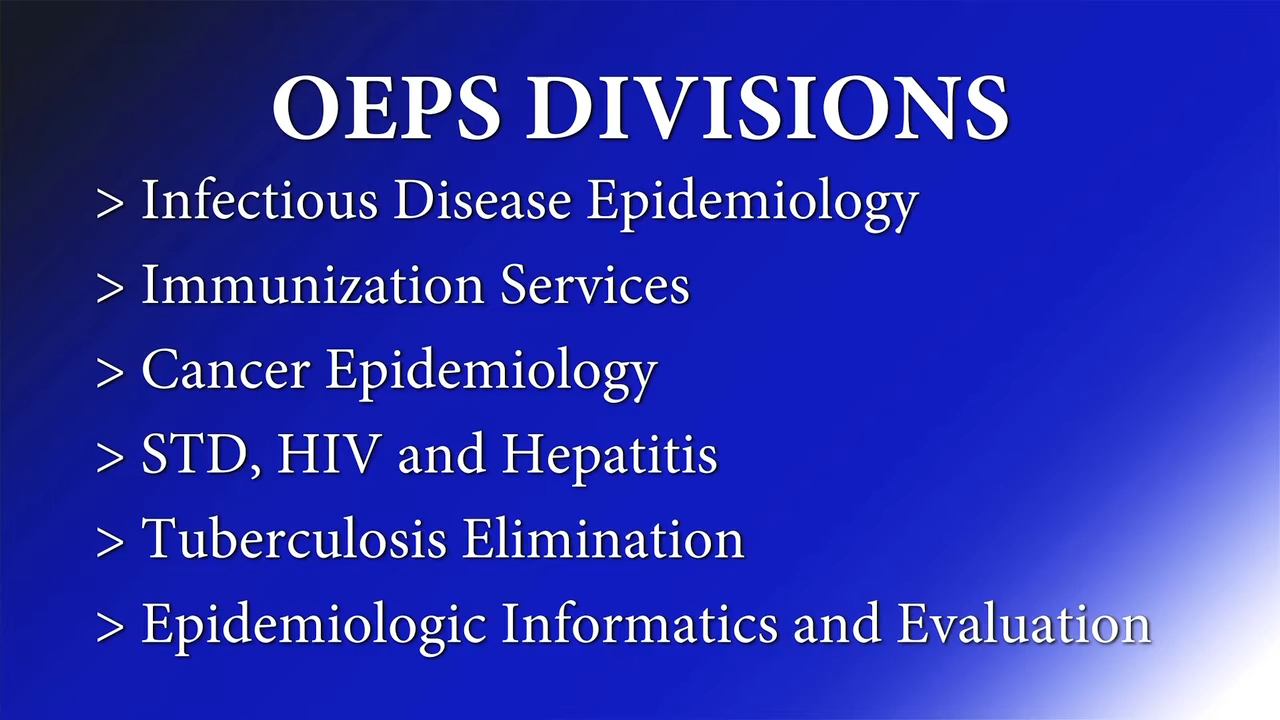 OEPS DIVISIONS
> Infectious Disease Epidemiology
> Immunization Services
> Cancer Epidemiology
> STD, HIV and Hepatitis
> Tuberculosis Elimination
> Epidemiologic Informatics and Evaluation